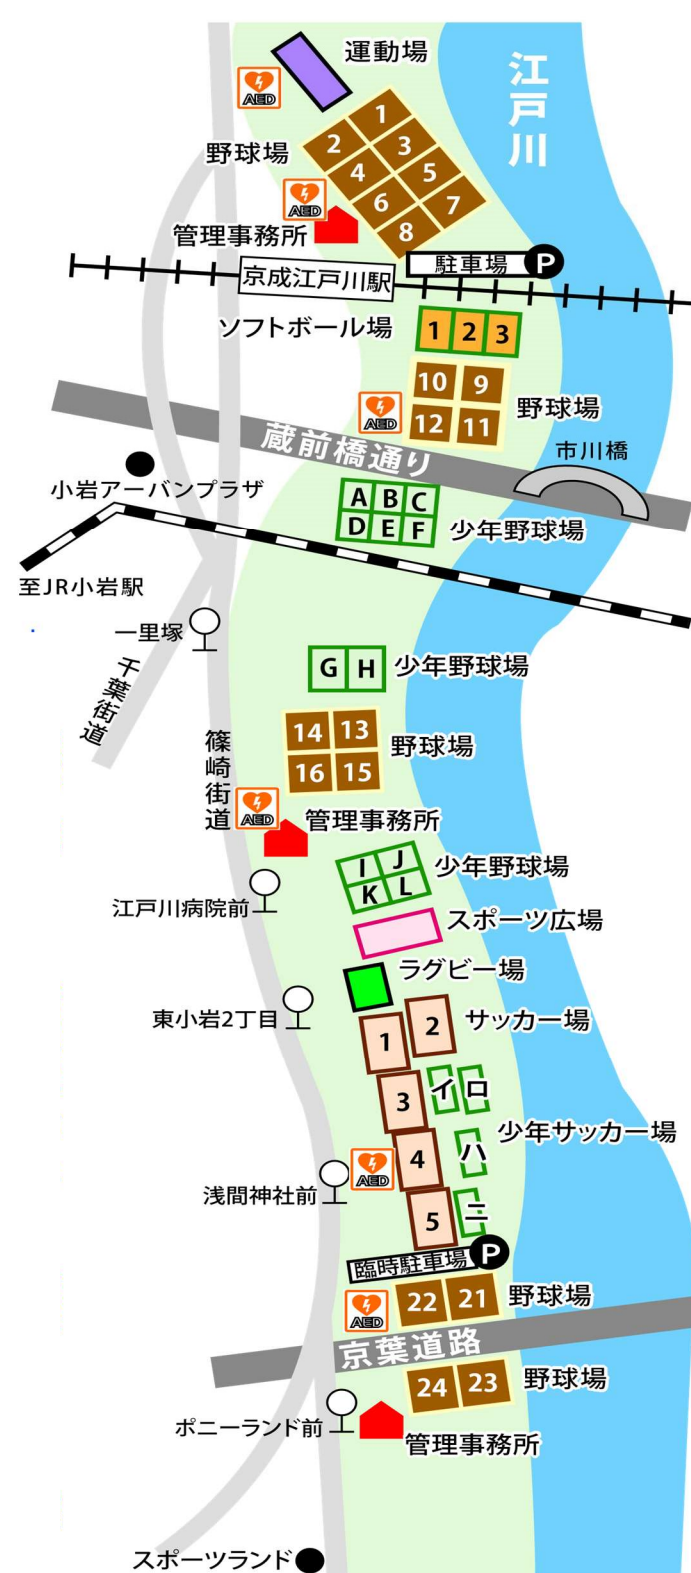 運動場
江戸川
AED
1
2
3
野球場
4
5
6
7
AED
8
管理事務所
駐車場 P
京成江戸川駅
ソフトボール場
1 2 3
10 9
野球場
AED
12 11
蔵前橋通り
市川橋
小岩アーバンプラザ
A B C
D E F
少年野球場
至JR小岩駅
一里塚
千葉街道
G H
少年野球場
篠崎街道
14 13
野球場
16 15
AED
管理事務所
I J
K L
少年野球場
江戸川病院前
スポーツ広場
ラグビー場
東小岩2丁目
1
2
サッカー場
3
イ ロ
少年サッカー場
4
ハ
AED
浅間神社前
5
ニ
臨時駐車場 P
22 21
野球場
AED
京葉道路
24 23
野球場
ポニーランド前
管理事務所
スポーツランド